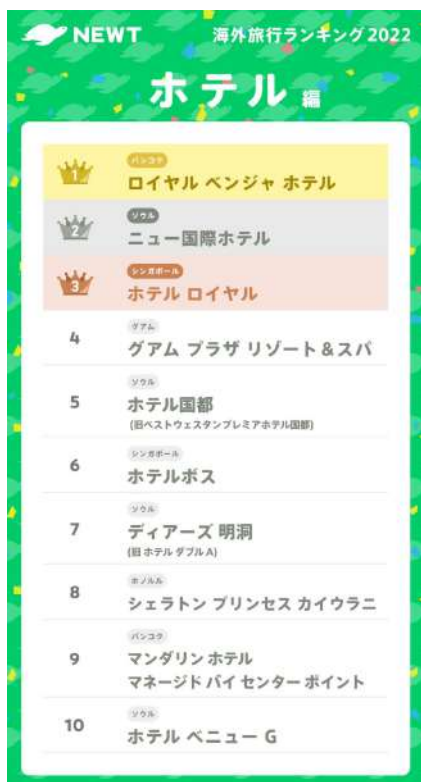 NEWT
海外旅行ランキング2022
ホテル 編
1
バンコク
ロイヤル ベンジャ ホテル
2
ソウル
ニュー国際ホテル
3
シンガポール
ホテル ロイヤル
4
グアム
グアム プラザ リゾート&スパ
5
ソウル
ホテル国都
(旧ベストウェスタンプレミアホテル国都)
6
シンガポール
ホテルボス
7
ソウル
ディアーズ 明洞
(旧 ホテル ダブル A)
8
ホノルル
シェラトン プリンセス カイウラニ
9
バンコク
マンダリン ホテル
マネージド バイ センター ポイント
10
ソウル
ホテル ベニュー G